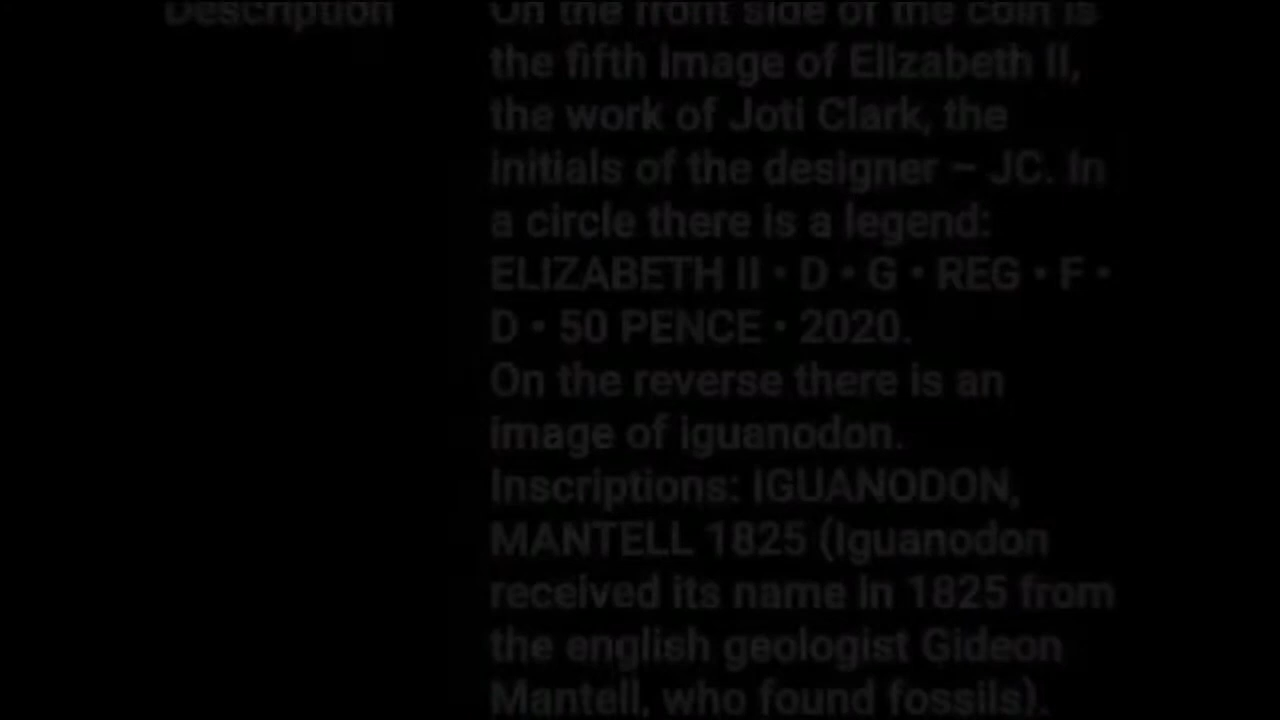 Description
On the front side of the coin is
the fifth image of Elizabeth II,
the work of Joti Clark, the
initials of the designer – JC. In
a circle there is a legend:
ELIZABETH II • D • G • REG • F •
D • 50 PENCE • 2020.
On the reverse there is an
image of iguanodon.
Inscriptions: IGUANODON,
MANTELL 1825 (Iguanodon
received its name in 1825 from
the english geologist Gideon
Mantell, who found fossils).